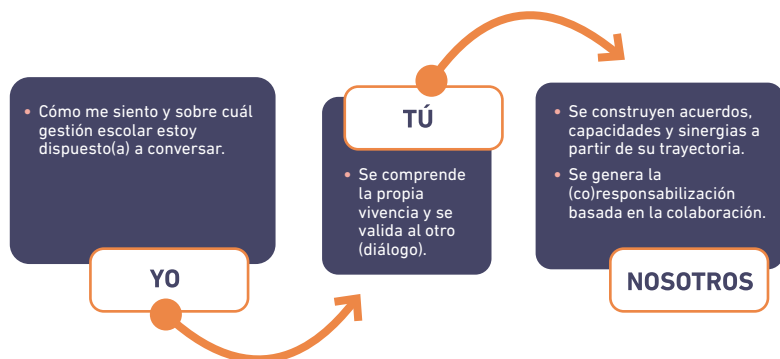 • Cómo me siento y sobre cuál
gestión escolar estoy
dispuesto(a) a conversar.
YO
TÚ
• Se comprende
la propia
vivencia y se
valida al otro
(diálogo).
• Se construyen acuerdos,
capacidades y sinergias a
partir de su trayectoria.
• Se genera la
(co)responsabilización
basada en la colaboración.
NOSOTROS